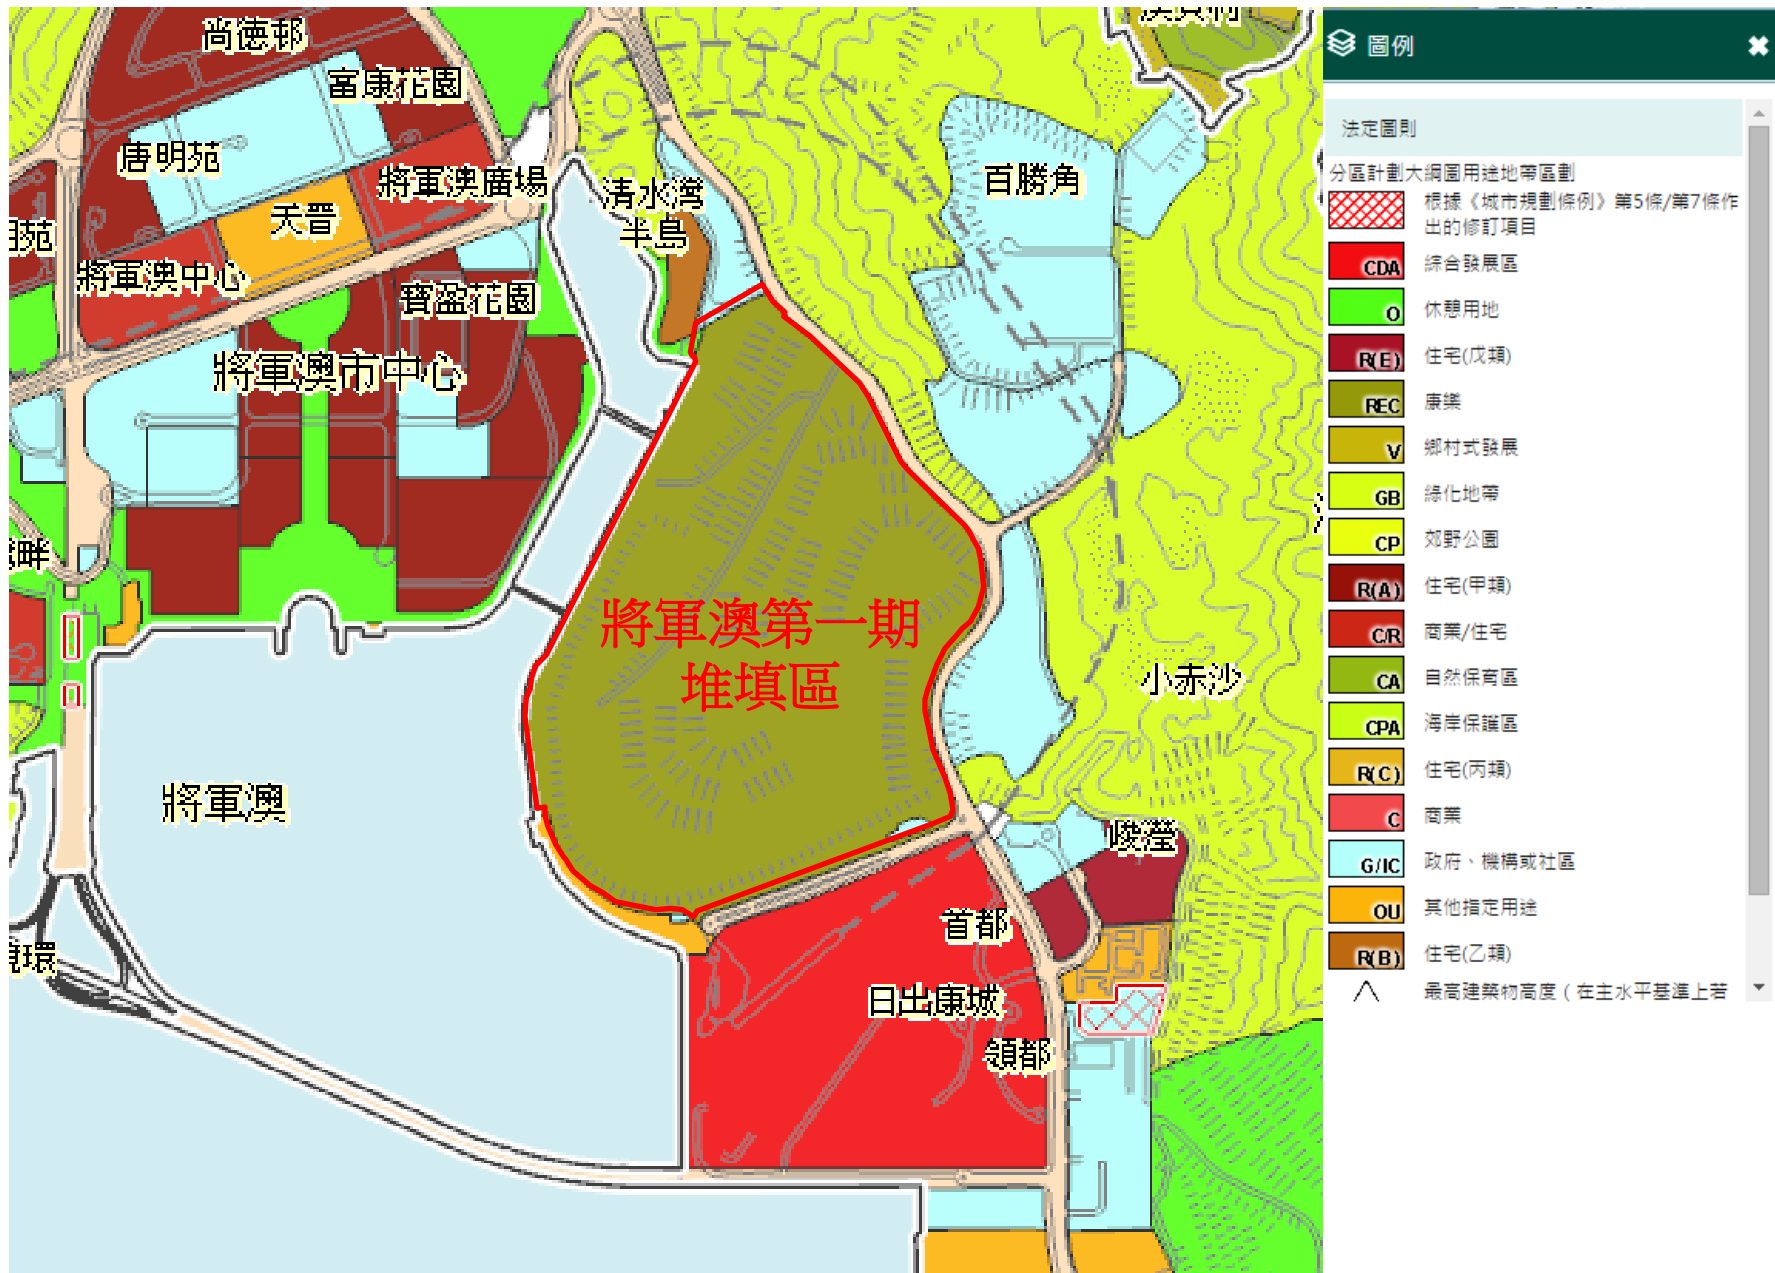 尚德邨
富康花園
唐明苑
將軍澳廣場
天晉
將軍澳中心
寶盈花園
將軍澳市中心
清水灣
半島
百勝角
將軍澳第一期
堆填區
小赤沙
將軍澳
峻瀅
首都
日出康城
領都
圖例
法定圖則
分區計劃大綱圖用途地帶區劃
根據《城市規劃條例》第5條/第7條作
出的修訂項目
CDA 綜合發展區
O 休憩用地
R(E) 住宅(戊類)
REC 康樂
V 鄉村式發展
GB 綠化地帶
CP 郊野公園
R(A) 住宅(甲類)
C/R 商業/住宅
CA 自然保育區
CPA 海岸保護區
R(C) 住宅(丙類)
C 商業
G/IC 政府、機構或社區
OU 其他指定用途
R(B) 住宅(乙類)
最高建築物高度 ( 在主水平基準上若